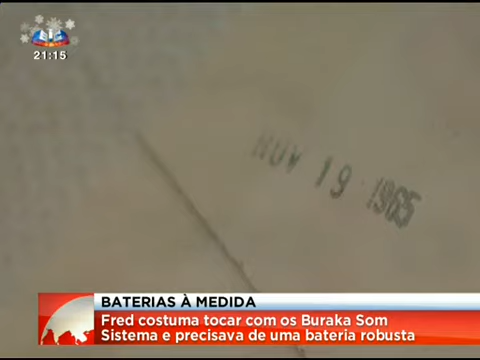 21:15
NOV 19 1965
BATERIAS À MEDIDA
Fred costuma tocar com os Buraka Som
Sistema e precisava de uma bateria robusta